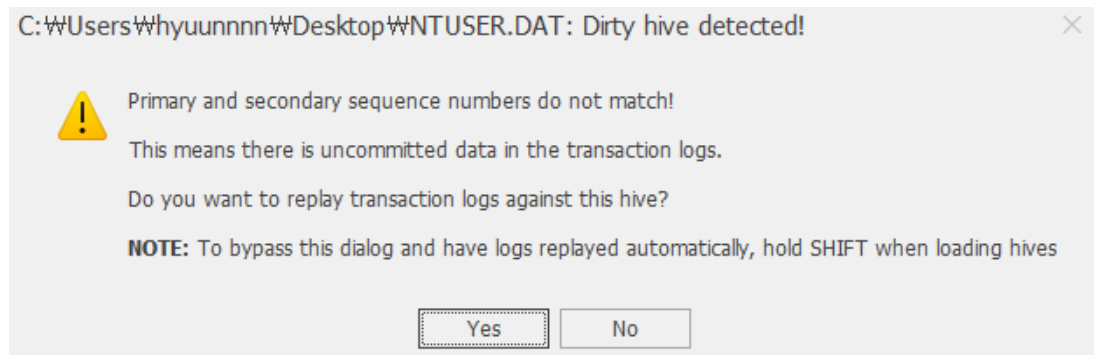 C:₩Users₩hyuunnnn₩Desktop₩NTUSER.DAT: Dirty hive detected!
Primary and secondary sequence numbers do not match!
This means there is uncommitted data in the transaction logs.
Do you want to replay transaction logs against this hive?
NOTE: To bypass this dialog and have logs replayed automatically, hold SHIFT when loading hives
Yes
No